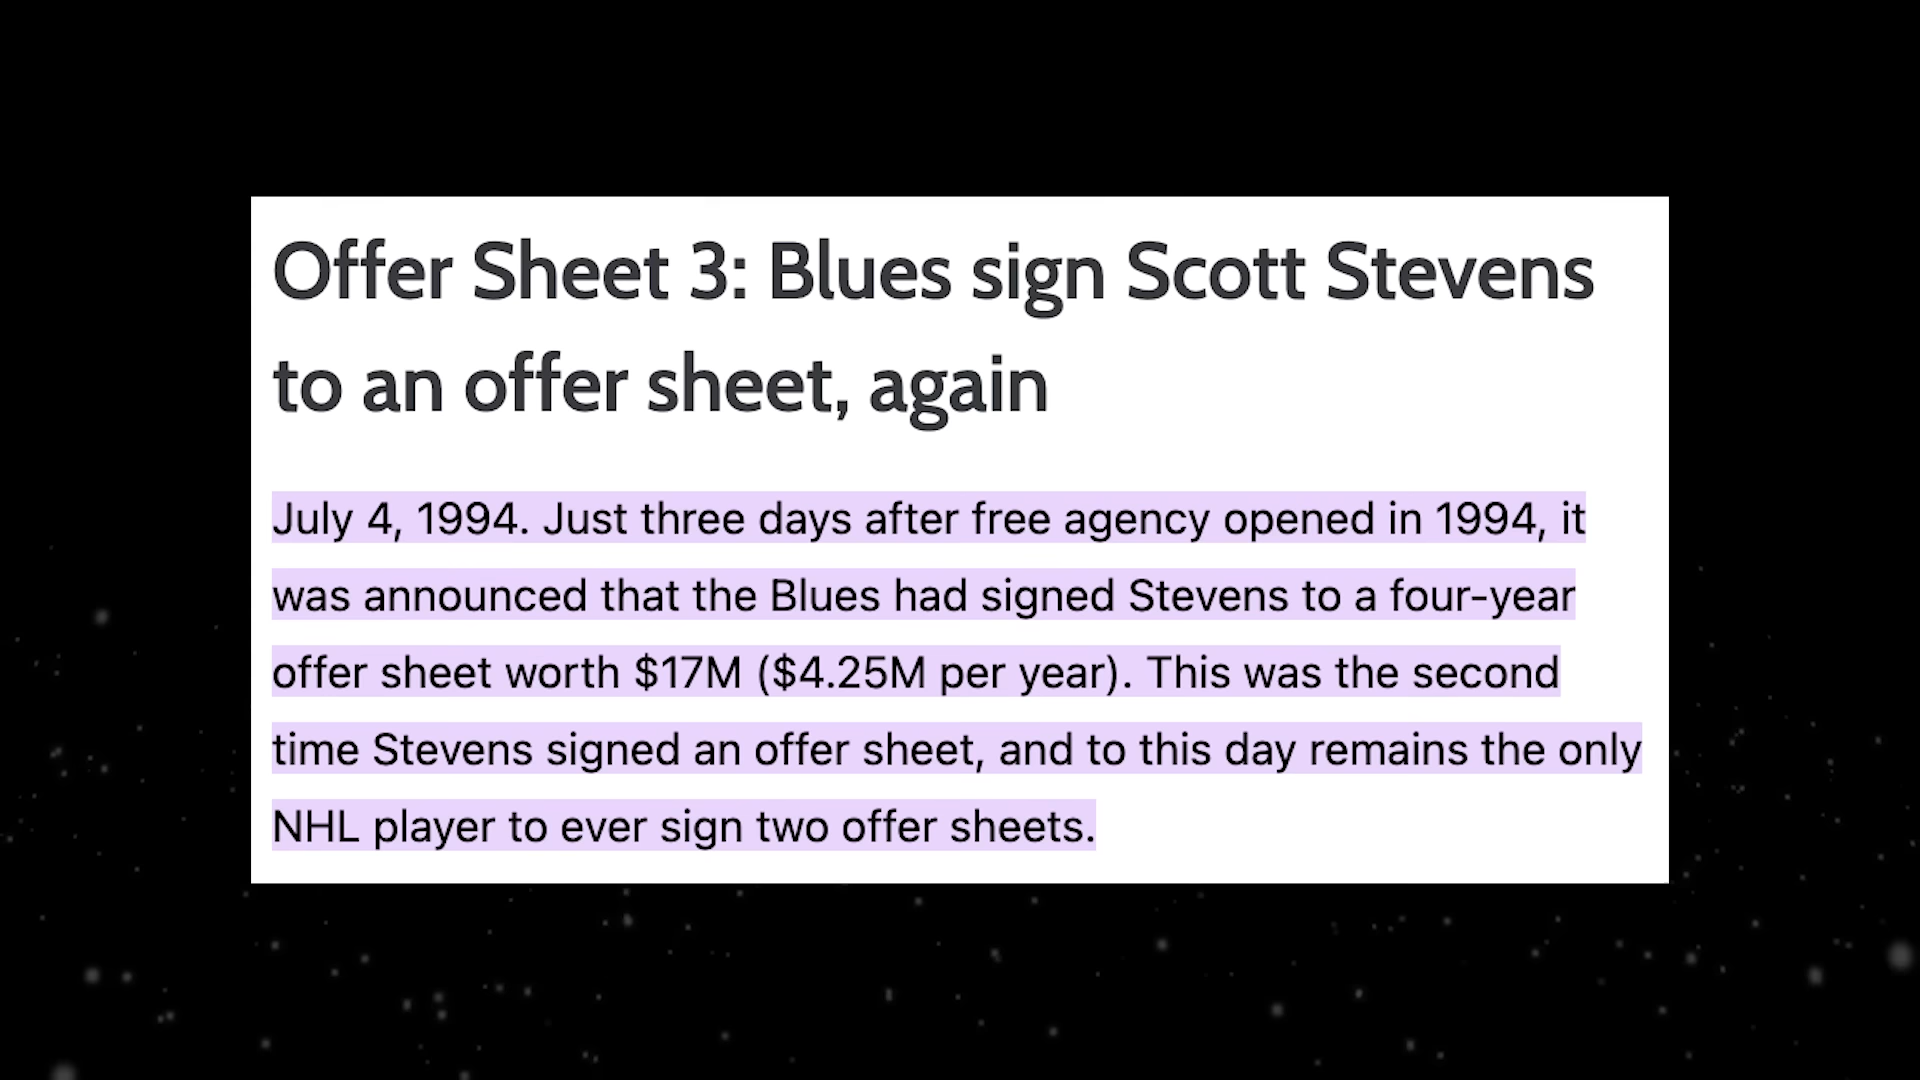 Offer Sheet 3: Blues sign Scott Stevens
to an offer sheet, again
July 4, 1994. Just three days after free agency opened in 1994, it
was announced that the Blues had signed Stevens to a four-year
offer sheet worth $17M ($4.25M per year). This was the second
time Stevens signed an offer sheet, and to this day remains the only
NHL player to ever sign two offer sheets.